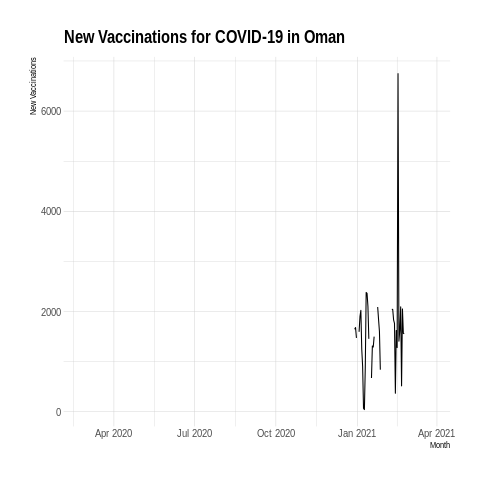 New Vaccinations for COVID-19 in Oman
New Vaccinations
6000
4000
2000
0
Apr 2020
Jul 2020
Oct 2020
Jan 2021
Apr 2021
Month